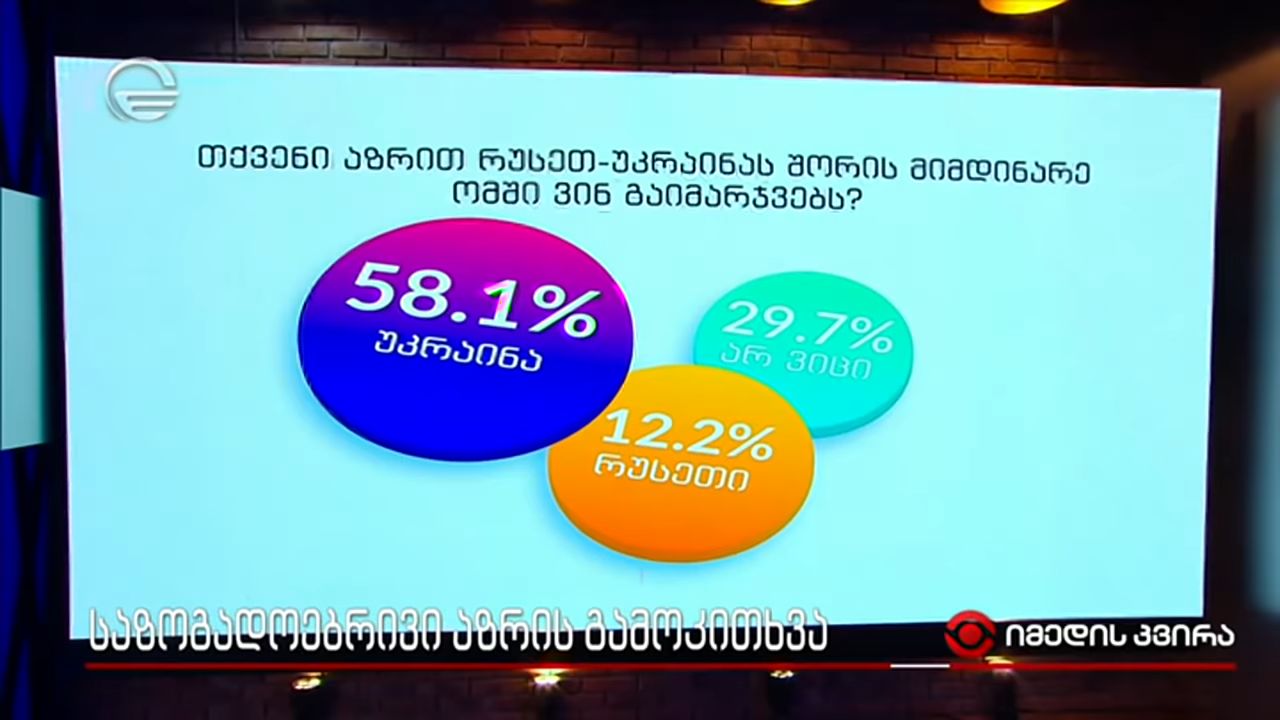 თქვენი აზრით რუსეთ-უკრაინას შორის მიმდინარე
ომში ვინ გაიმარჯვებს?
58.1%
უკრაინა
29.7%
არ ვიცი
12.2%
რუსეთი
საზოგადოებრივი აზრის გამოკითხვა
იმედის კვირა